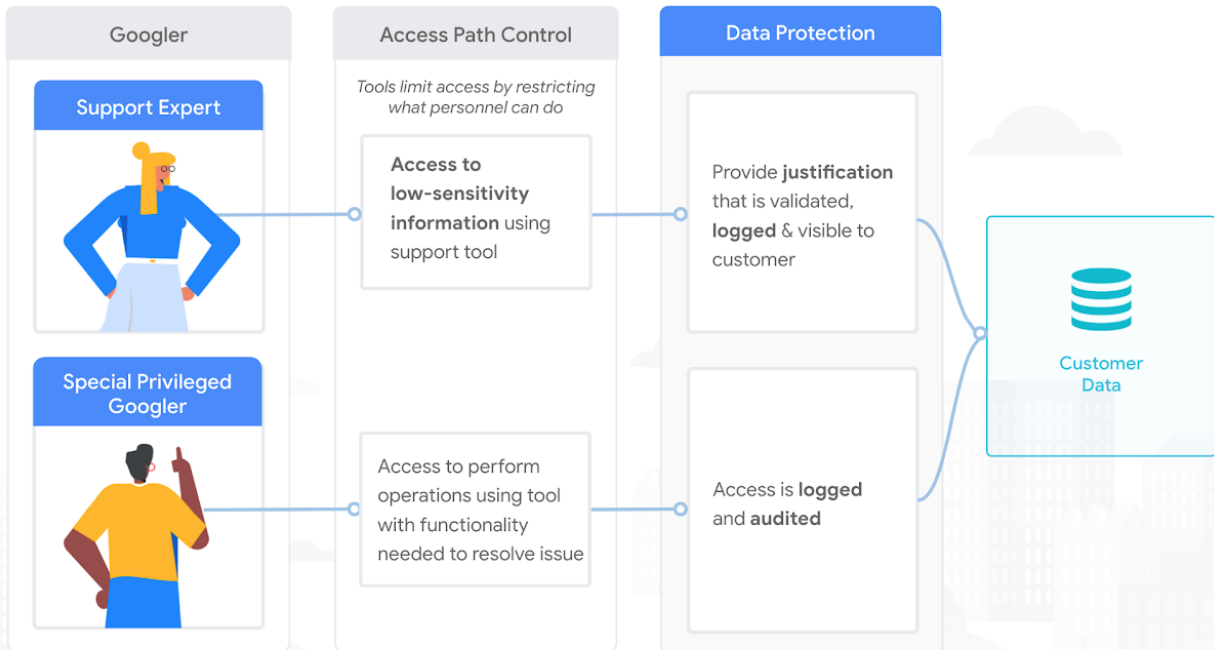 Googler
Access Path Control
Data Protection
Tools limit access by restricting
what personnel can do
Support Expert
Access to
low-sensitivity
information using
support tool
Provide justification
that is validated,
logged & visible to
customer
Customer
Data
Special Privileged
Googler
Access to perform
operations using tool
with functionality
needed to resolve issue
Access is logged
and audited